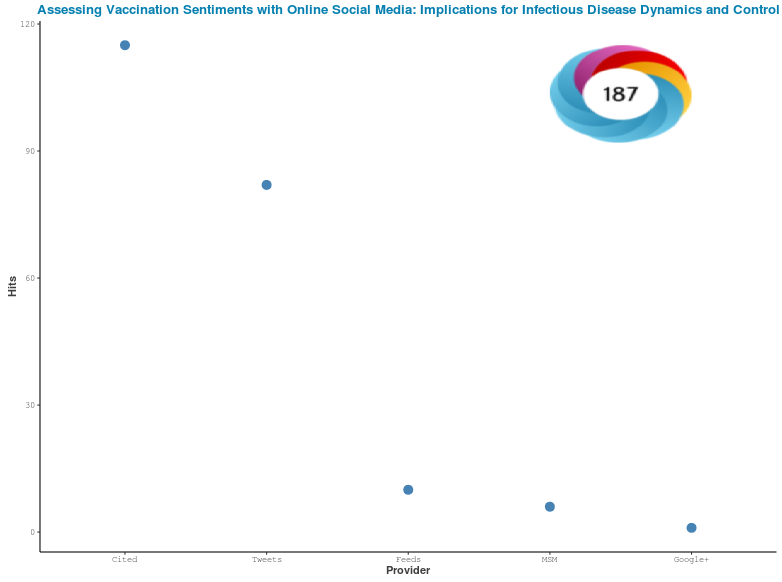 Assessing Vaccination Sentiments with Online Social Media: Implications for Infectious Disease Dynamics and Control
120
187
90
60
Hits
30
0
Cited Tweets Feeds MSM Google+
Provider